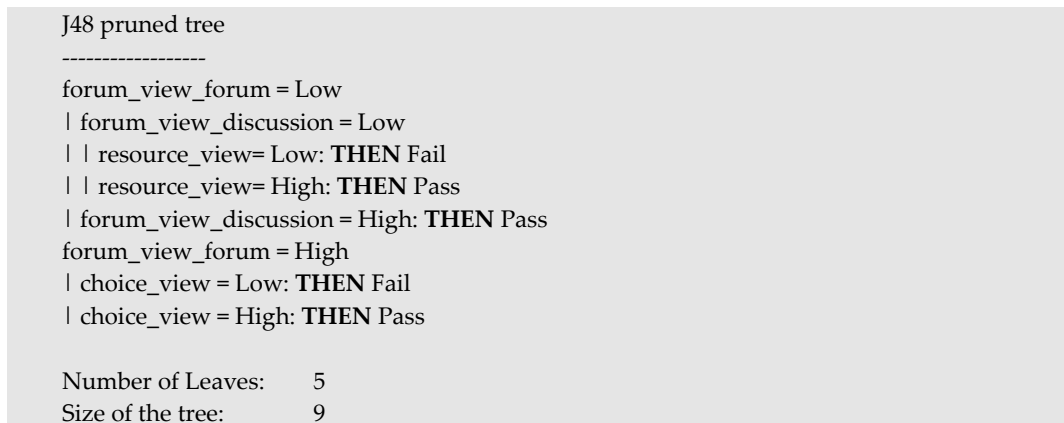 J48 pruned tree
------------------
forum_view_forum = Low
| forum_view_discussion = Low
| | resource_view= Low: THEN Fail
| | resource_view= High: THEN Pass
| forum_view_discussion = High: THEN Pass
forum_view_forum = High
| choice_view = Low: THEN Fail
| choice_view = High: THEN Pass
Number of Leaves: 5
Size of the tree: 9